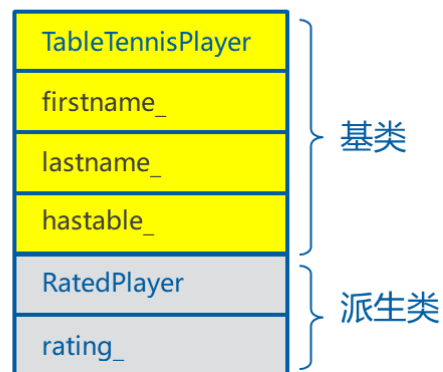 TableTennisPlayer
firstname_
lastname_
hastable_
基类
RatedPlayer
rating_
派生类